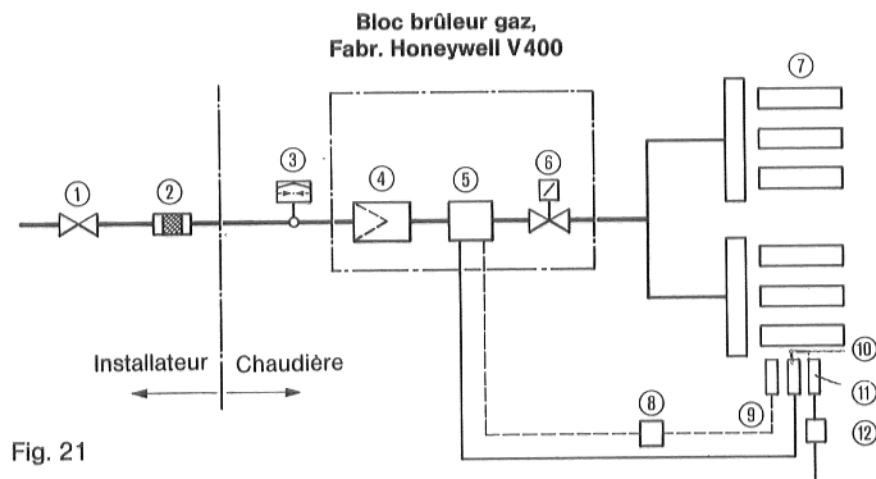 Bloc brûleur gaz,
Fabr. Honeywell V400
7
3
6
1
2
4
5
10
Installateur
Chaudière
11
8
9
12
Fig. 21